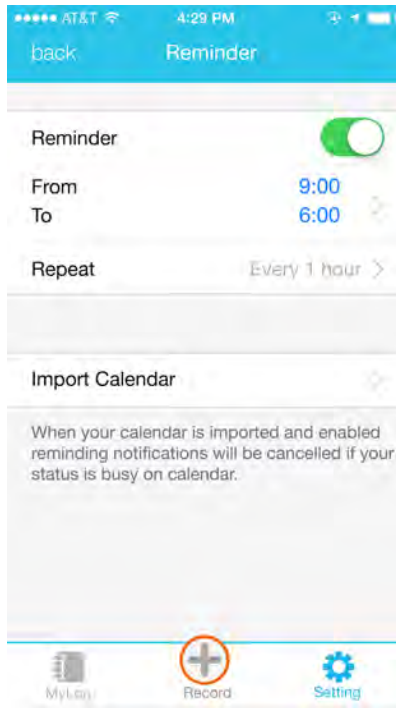 AT&T 4:29 PM
back Reminder
Reminder
From 9:00
To 6:00
Repeat Every 1 hour >
Import Calendar >
When your calendar is imported and enabled
reminding notifications will be cancelled if your
status is busy on calendar.
Record Setting